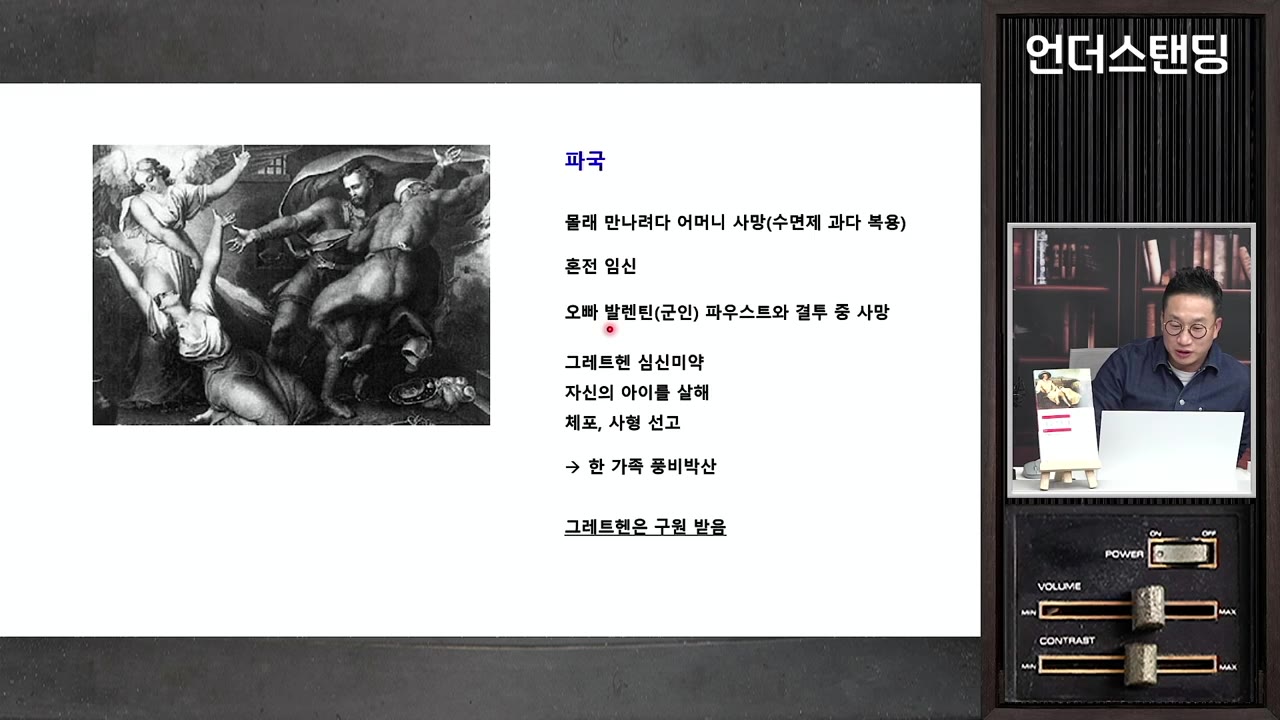 언더스탠딩
파국
몰래 만나려다 어머니 사망(수면제 과다 복용)
혼전 임신
오빠 발렌틴(군인) 파우스트와 결투 중 사망
그레트헨 심신미약
자신의 아이를 살해
체포, 사형 선고
→ 한 가족 풍비박산
그레트헨은 구원 받음
ON OFF
POWER
VOLUME
MIN MAX
CONTRAST
MIN MAX